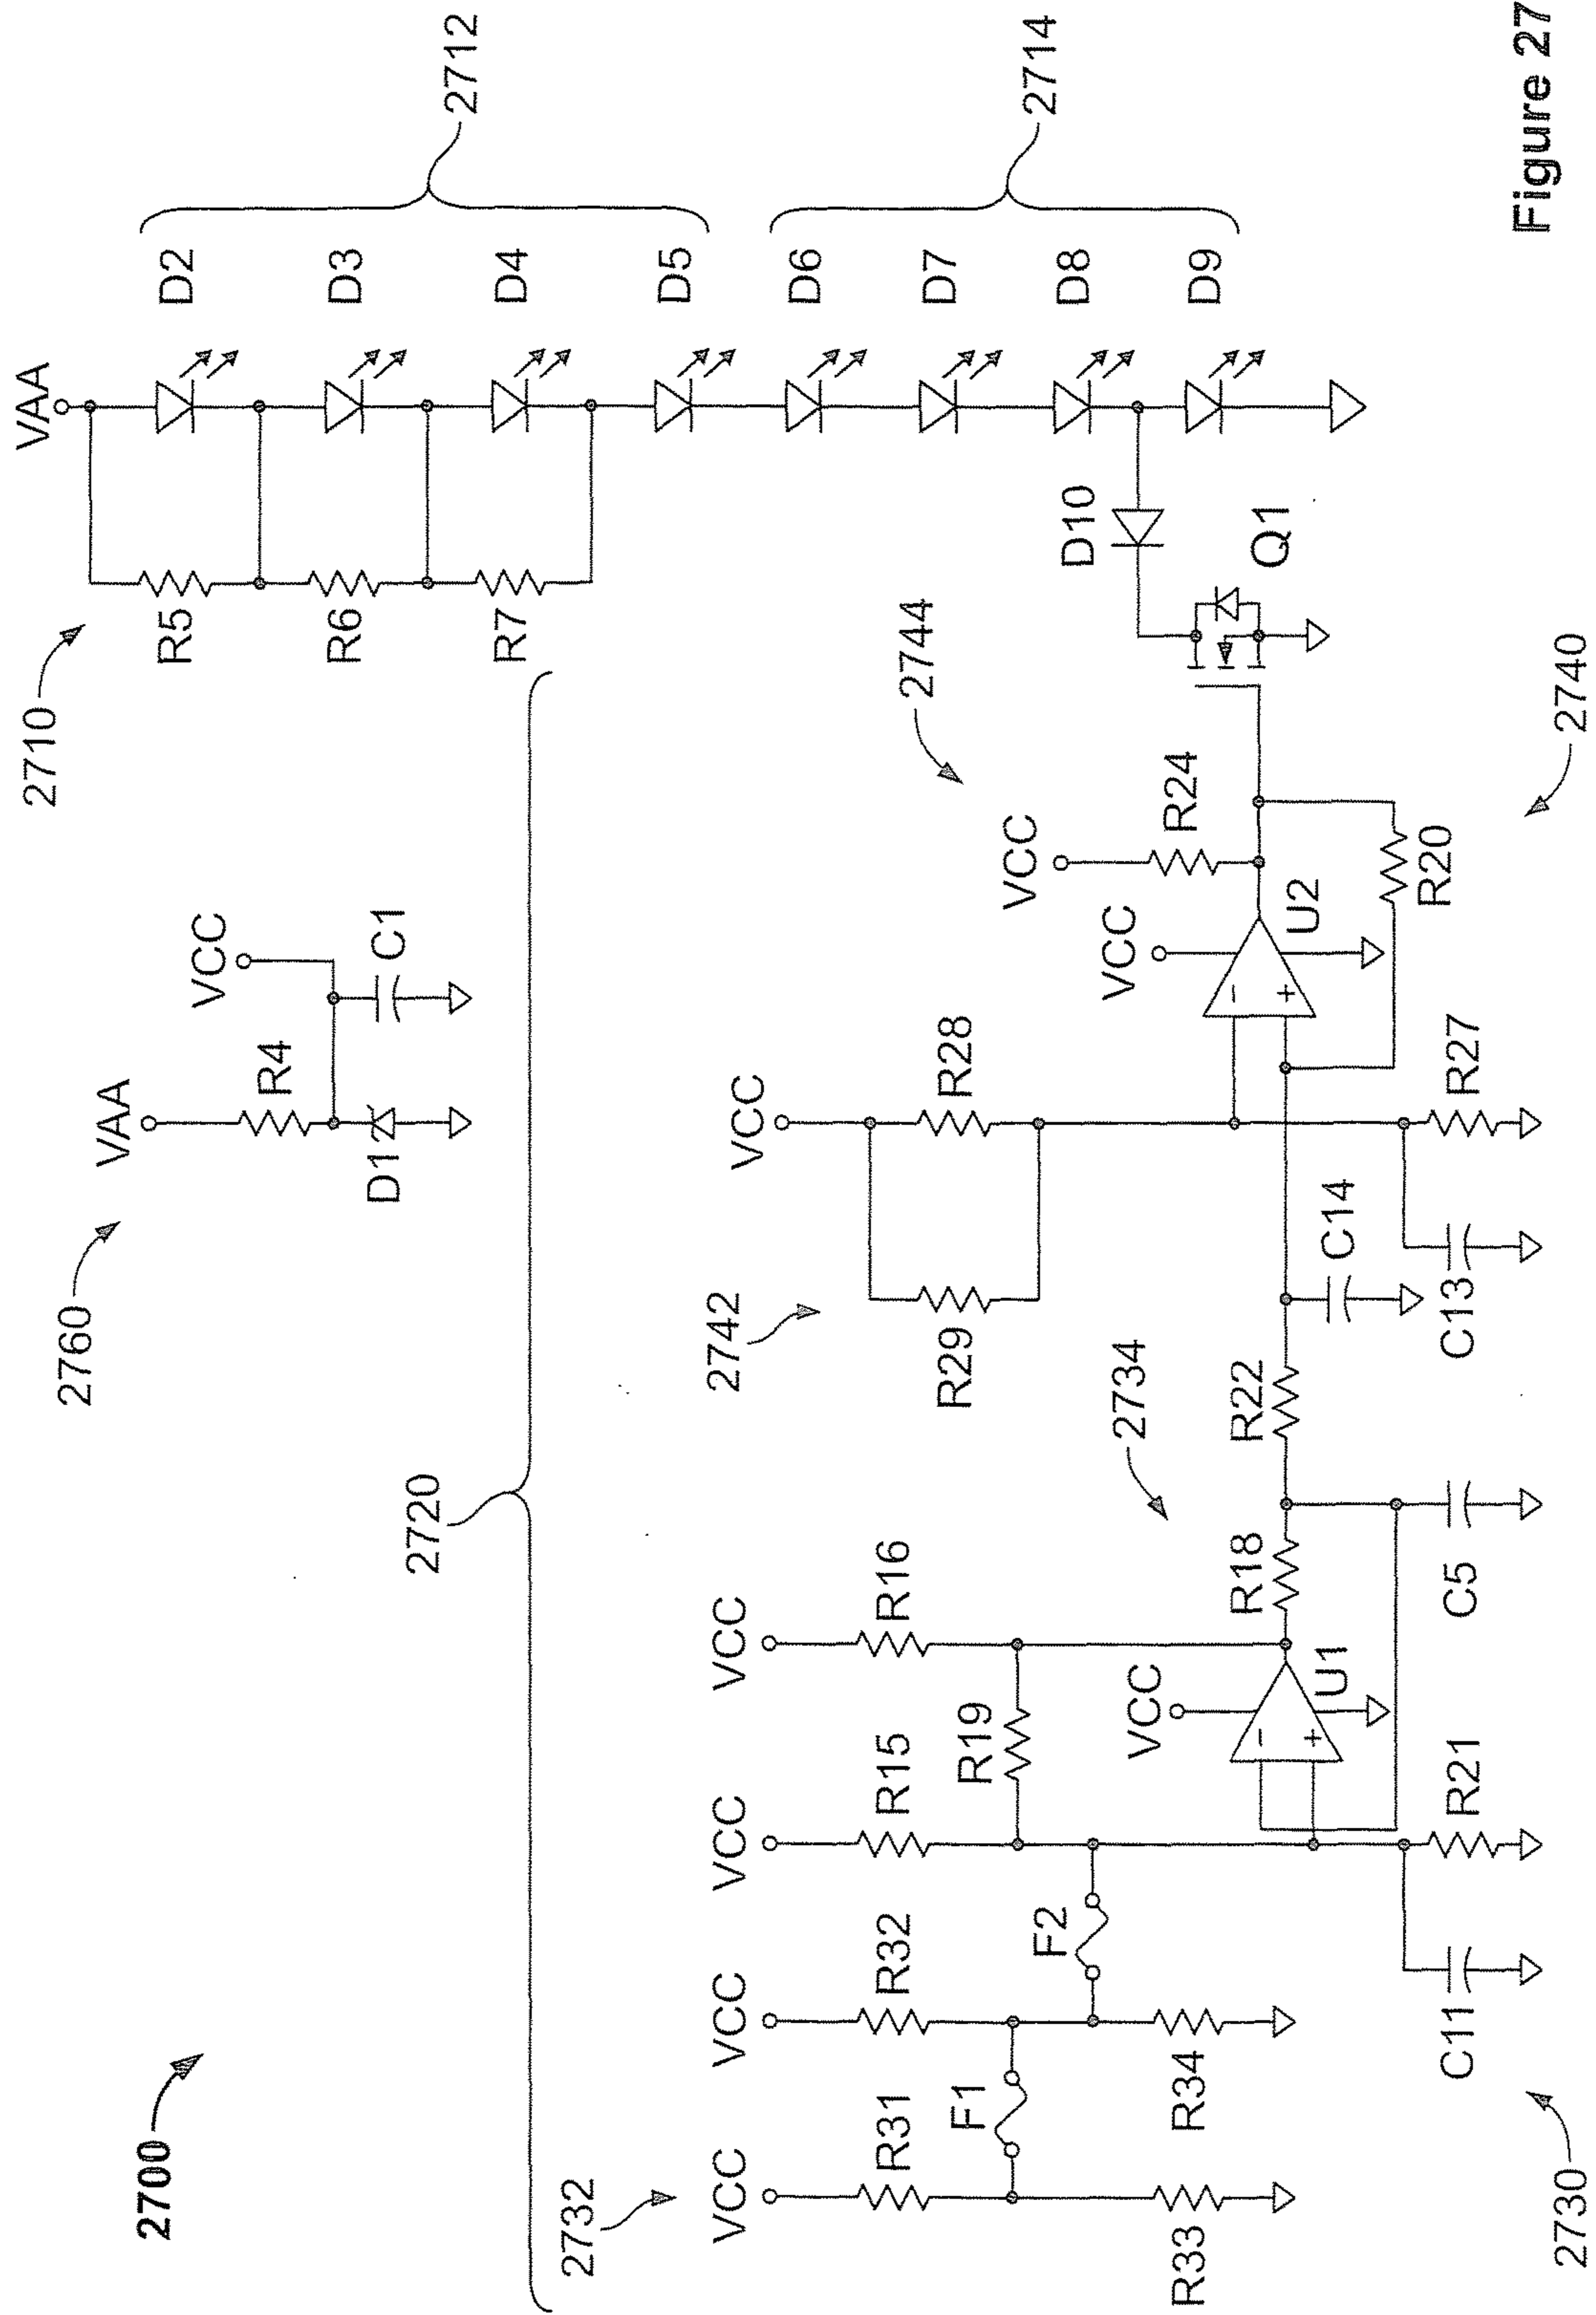 2700
2760
VAA
R4
D1
VCC
C1
2710
VAA
R5
R6
R7
D2
D3
D4
D5
D6
D7
D8
D9
2712
2714
2720
2732
VCC
VCC
VCC
VCC
R31
R32
R15
R16
F1
F2
R19
R33
R34
VCC
-
+
U1
R18
2734
R22
C11
R21
C5
2730
2742
VCC
R29
R28
C14
C13
R27
VCC
VCC
R24
2744
-
+
U2
R20
D10
Q1
2740
Figure 27